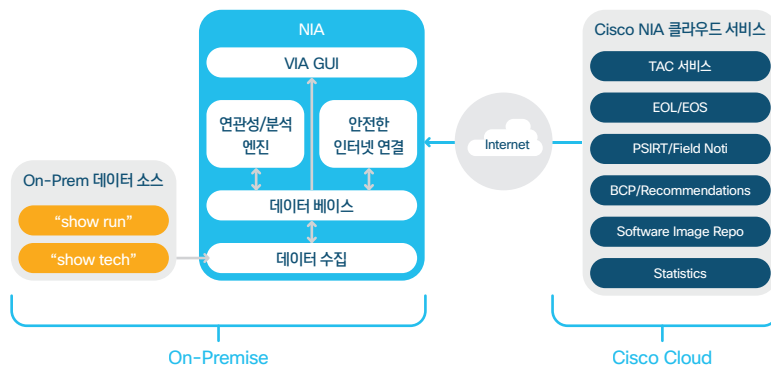 NIA
VIA GUI
연관성/분석
엔진
안전한
인터넷 연결
데이터 베이스
데이터 수집
On-Prem 데이터 소스
“show run”
“show tech”
Internet
Cisco NIA 클라우드 서비스
TAC 서비스
EOL/EOS
PSIRT/Field Noti
BCP/Recommendations
Software Image Repo
Statistics
On-Premise
Cisco Cloud